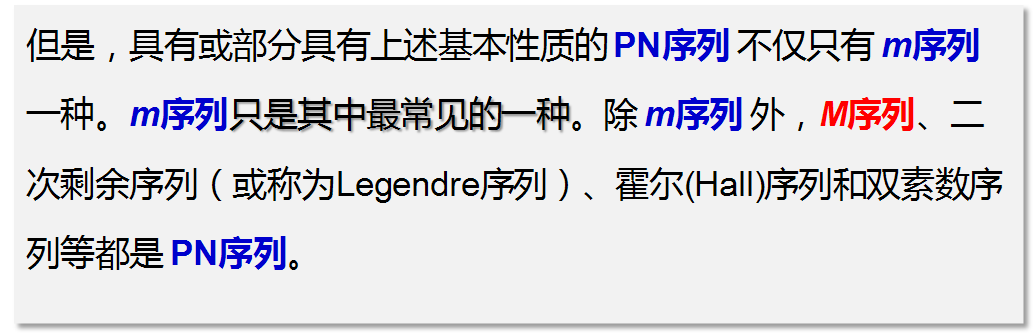 但是，具有或部分具有上述基本性质的PN序列 不仅只有 m序列
一种。m序列只是其中最常见的一种。除 m序列 外，M序列、二
次剩余序列（或称为Legendre序列）、霍尔(Hall)序列和双素数序
列等都是 PN序列。